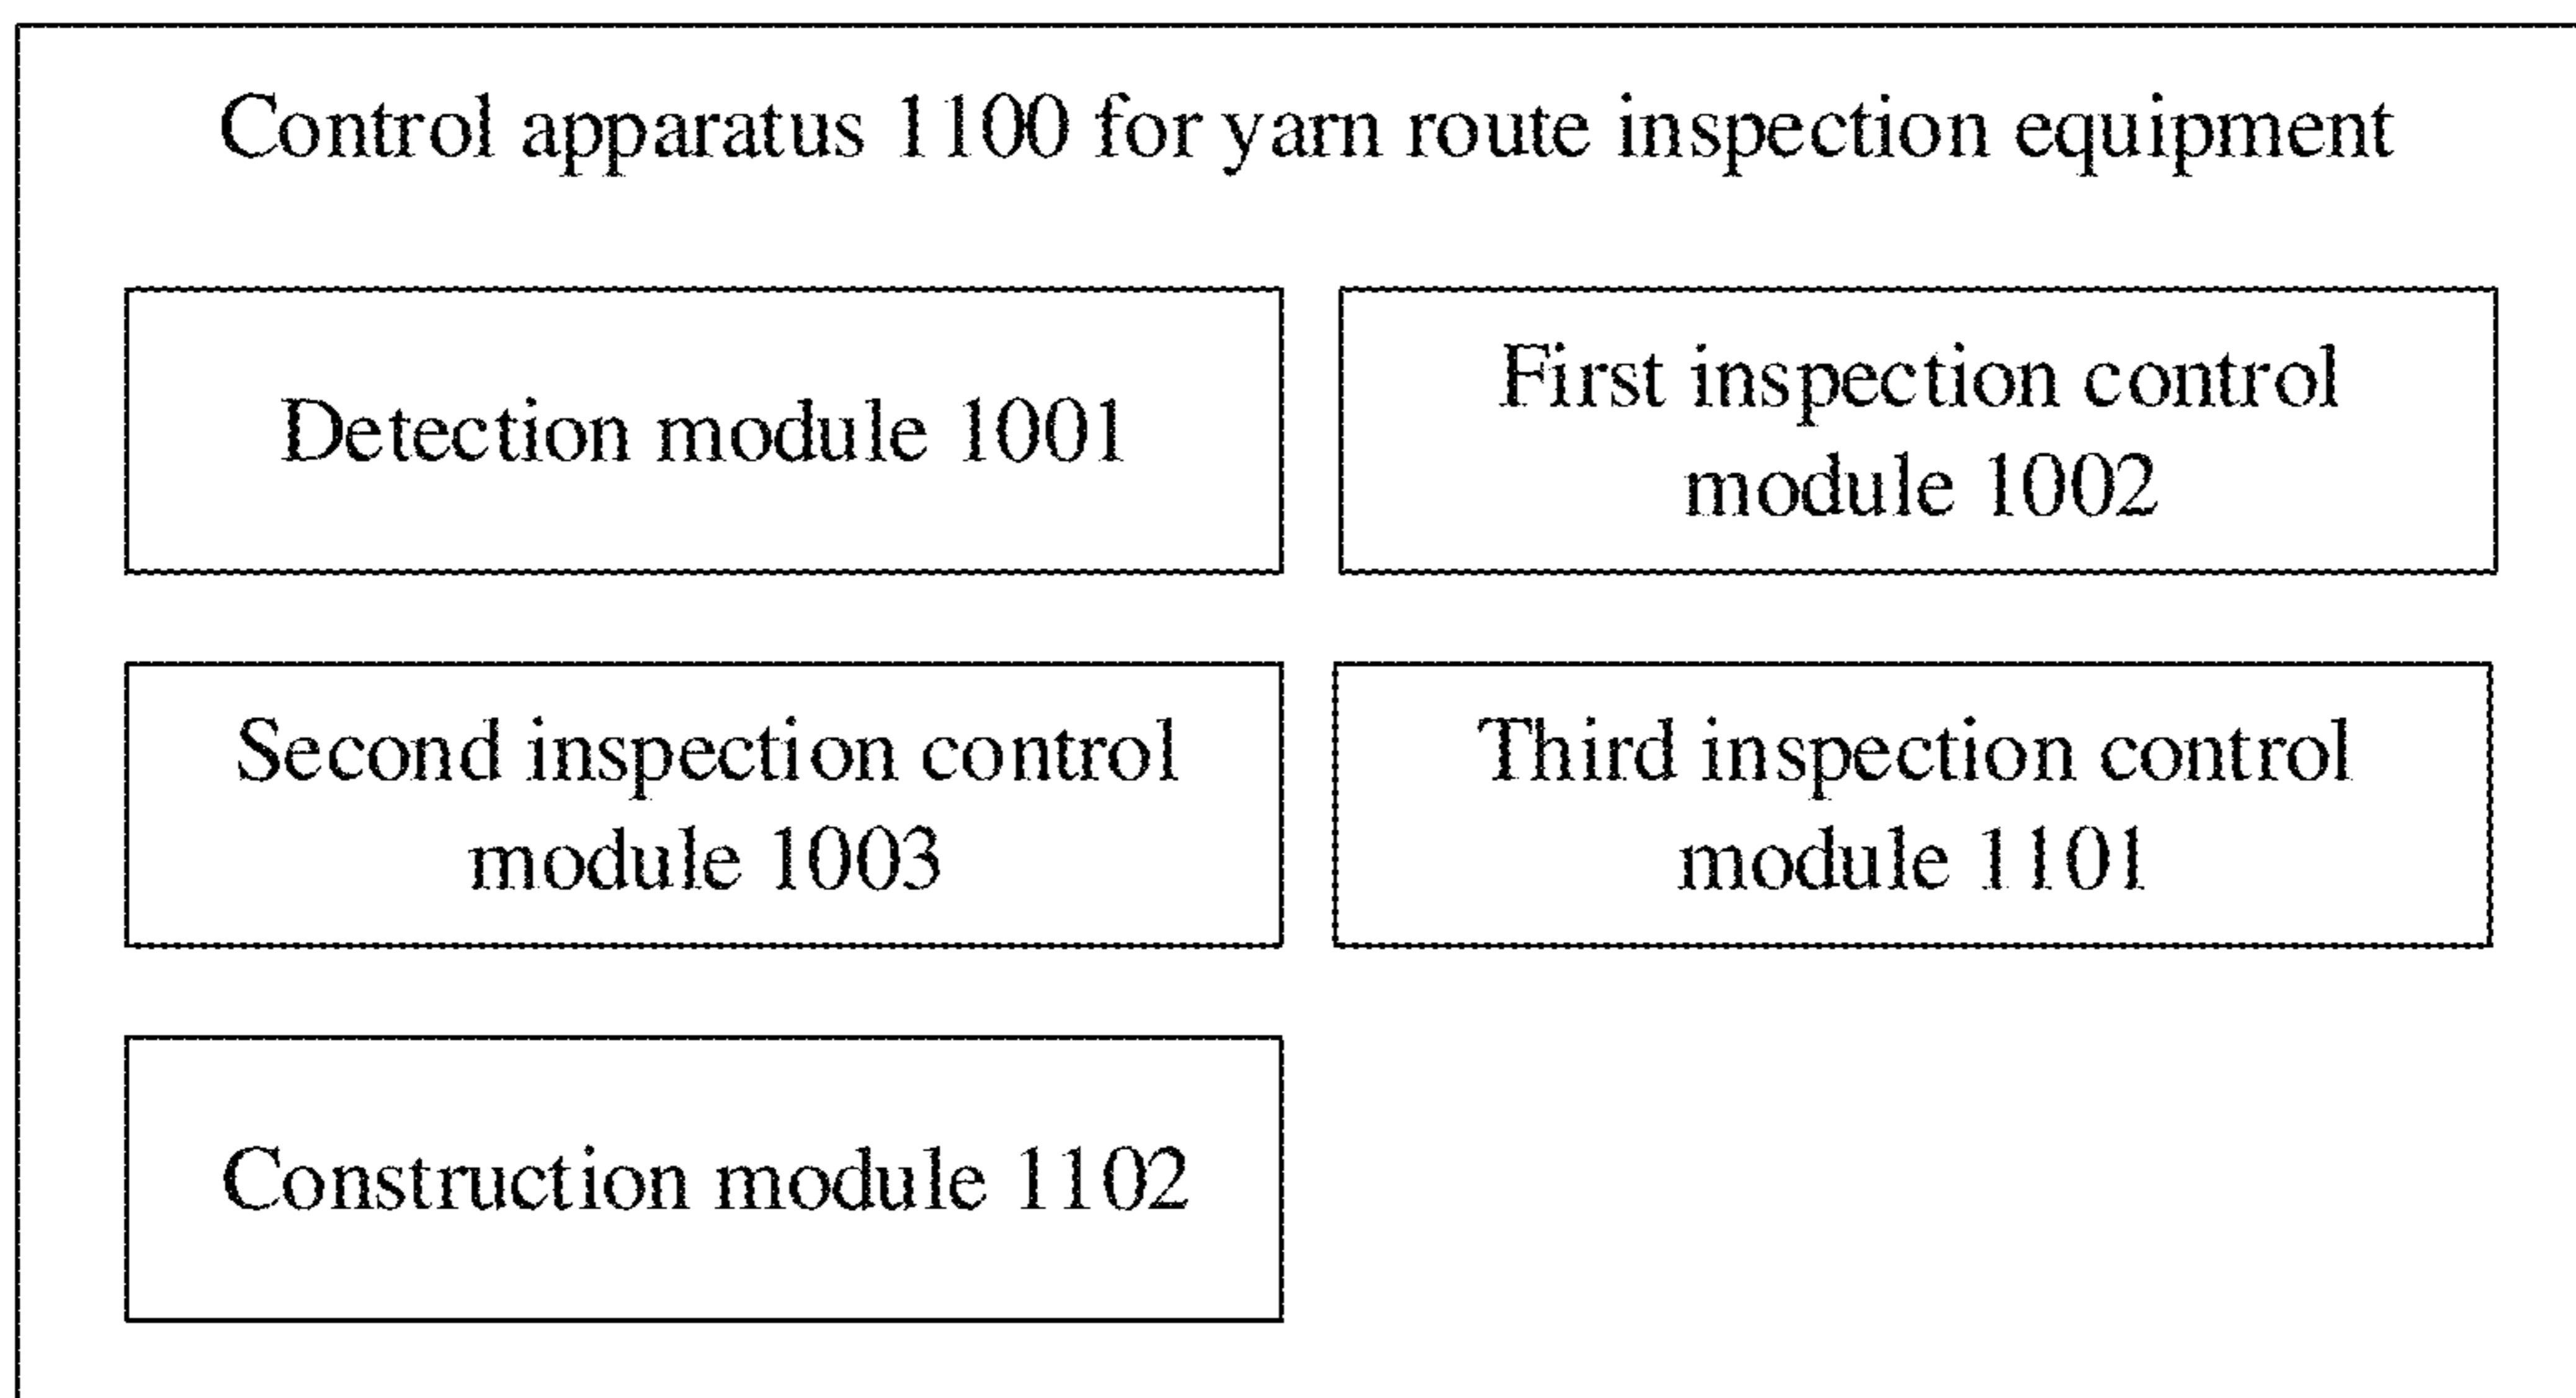 Control apparatus 1100 for yarn route inspection equipment
Detection module 1001
First inspection control
module 1002
Second inspection control
module 1003
Third inspection control
module 1101
Construction module 1102